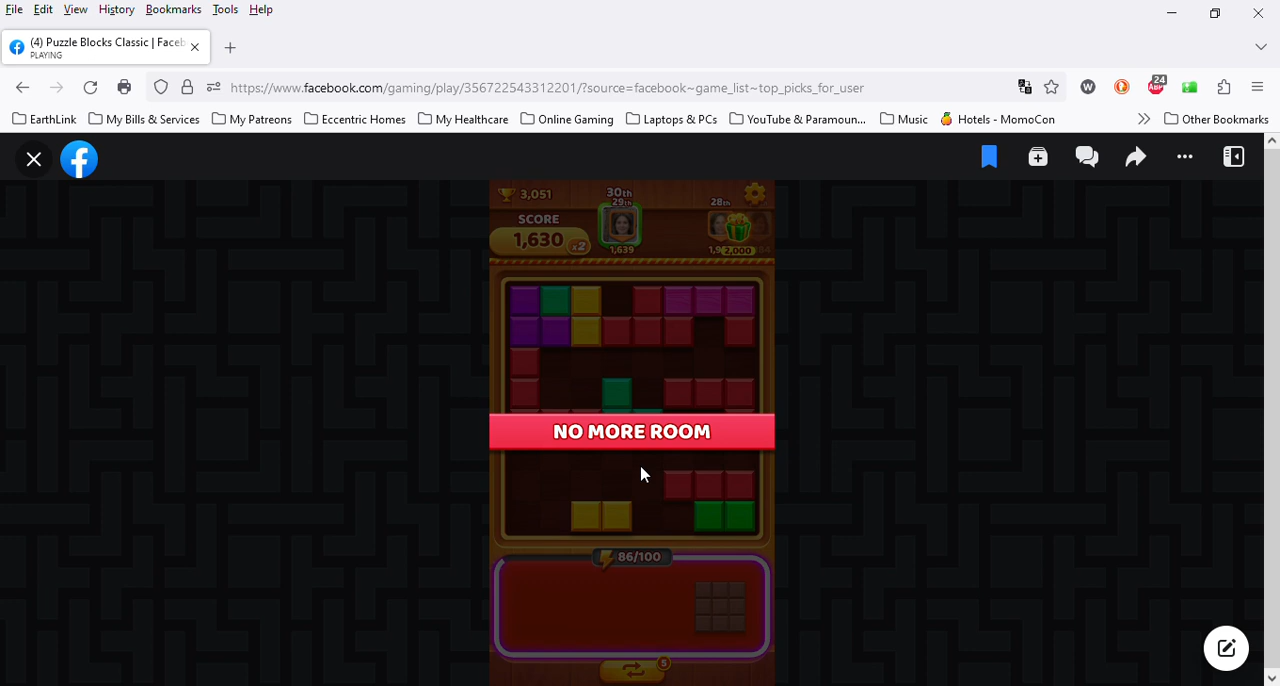 File Edit View History Bookmarks Tools Help
(4) Puzzle Blocks Classic | Faceb
PLAYING
https://www.facebook.com/gaming/play/356722543312201/?source=facebook~game_list~top_picks_for_user
24
EarthLink My Bills & Services My Patreons Eccentric Homes My Healthcare Online Gaming Laptops & PCs YouTube & Paramoun... Music Hotels - MomoCon Other Bookmarks
3,051 30th
29th 28th
SCORE
1,630 x2
1,639 2,000
NO MORE ROOM
86/100
5